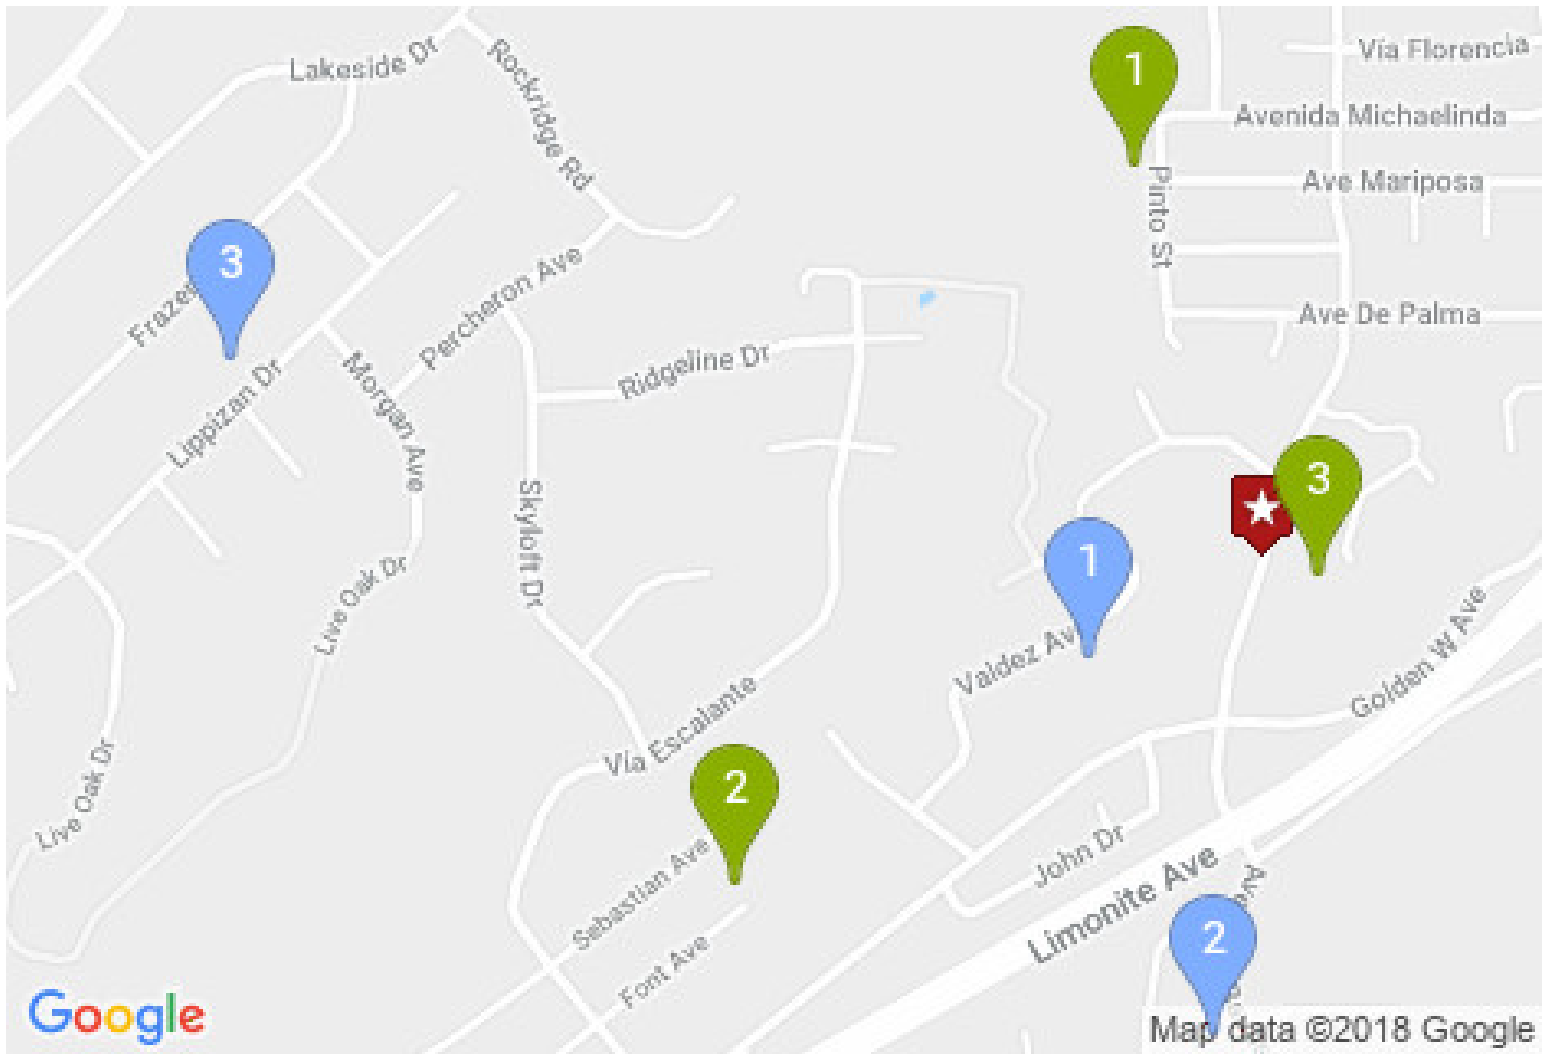 Lakeside Dr
Rockridge Rd
1
Via Florencia
Avenida Michaelinda
Pinto St
Ave Mariposa
3
Frazer
Percheron Ave
Ave De Palma
Ridgeline Dr
Lippizan Dr
Morgan Ave
Skyloft Dr
3
1
Live Oak Dr
Valdez Av
Golden W Ave
Vía Escalante
2
Live Oak Dr
Sebastian Ave
John Dr
Limonite Ave
Font Ave
2
Google
Map data ©2018 Google